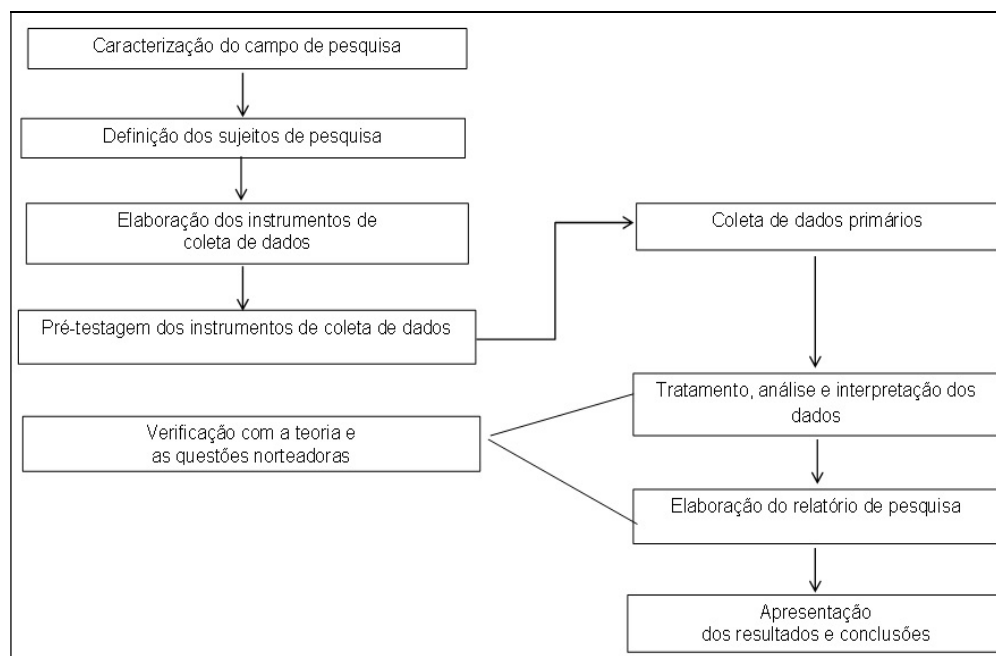 Caracterização do campo de pesquisa
Definição dos sujeitos de pesquisa
Elaboração dos instrumentos de
coleta de dados
Pré-testagem dos instrumentos de coleta de dados
Verificação com a teoria e
as questões norteadoras
Coleta de dados primários
Tratamento, análise e interpretação dos
dados
Elaboração do relatório de pesquisa
Apresentação
dos resultados e conclusões